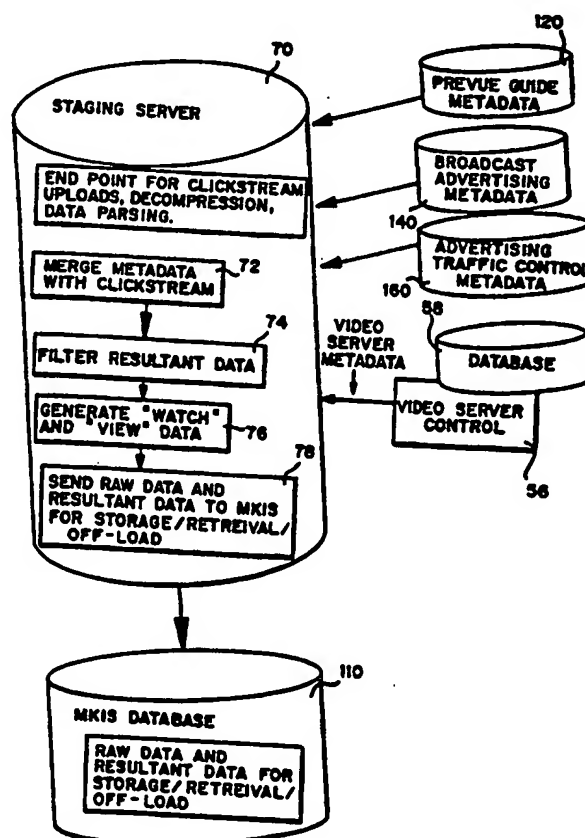 120
PREVUE GUIDE
METADATA
70
STAGING SERVER
END POINT FOR CLICKSTREAM
UPLOADS, DECOMPRESSION,
DATA PARSING.
BROADCAST
ADVERTISING
METADATA
140
ADVERTISING
TRAFFIC CONTROL
METADATA
160
72
MERGE METADATA
WITH CLICKSTREAM
74
FILTER RESULTANT DATA
VIDEO
SERVER
METADATA
58
DATABASE
VIDEO SERVER
CONTROL
56
GENERATE "WATCH"
AND "VIEW" DATA
76
78
SEND RAW DATA AND
RESULTANT DATA TO MKIS
FOR STORAGE/RETREIVAL/
OFF-LOAD
110
MKIS DATABASE
RAW DATA AND
RESULTANT DATA FOR
STORAGE/RETREIVAL/
OFF-LOAD